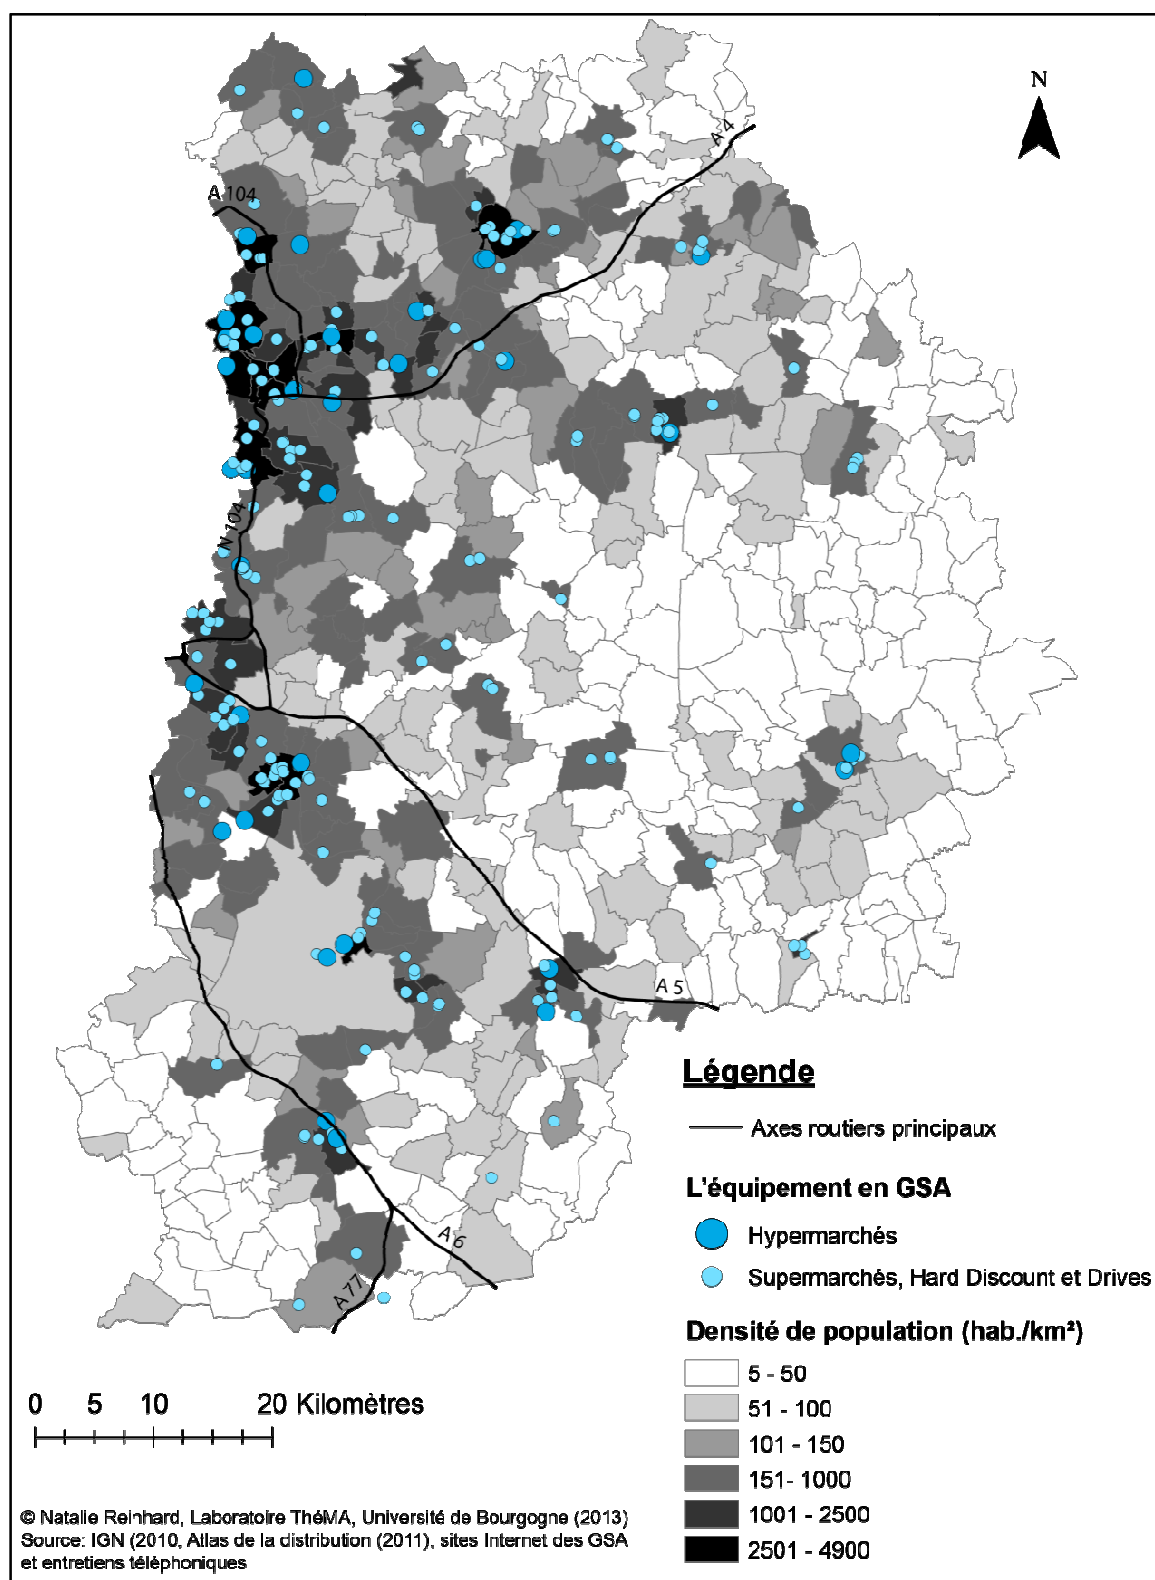 N
A 4
A 104
N 104
A 5
A 6
A 77
Légende
Axes routiers principaux
L'équipement en GSA
Hypermarchés
Supermarchés, Hard Discount et Drives
Densité de population (hab./km²)
5 - 50
51 - 100
101 - 150
151- 1000
1001 - 2500
2501 - 4900
0 5 10 20 Kilomètres
© Natalie Reinhard, Laboratoire ThéMA, Université de Bourgogne (2013)
Source: IGN (2010, Atlas de la distribution (2011), sites Internet des GSA
et entretiens téléphoniques